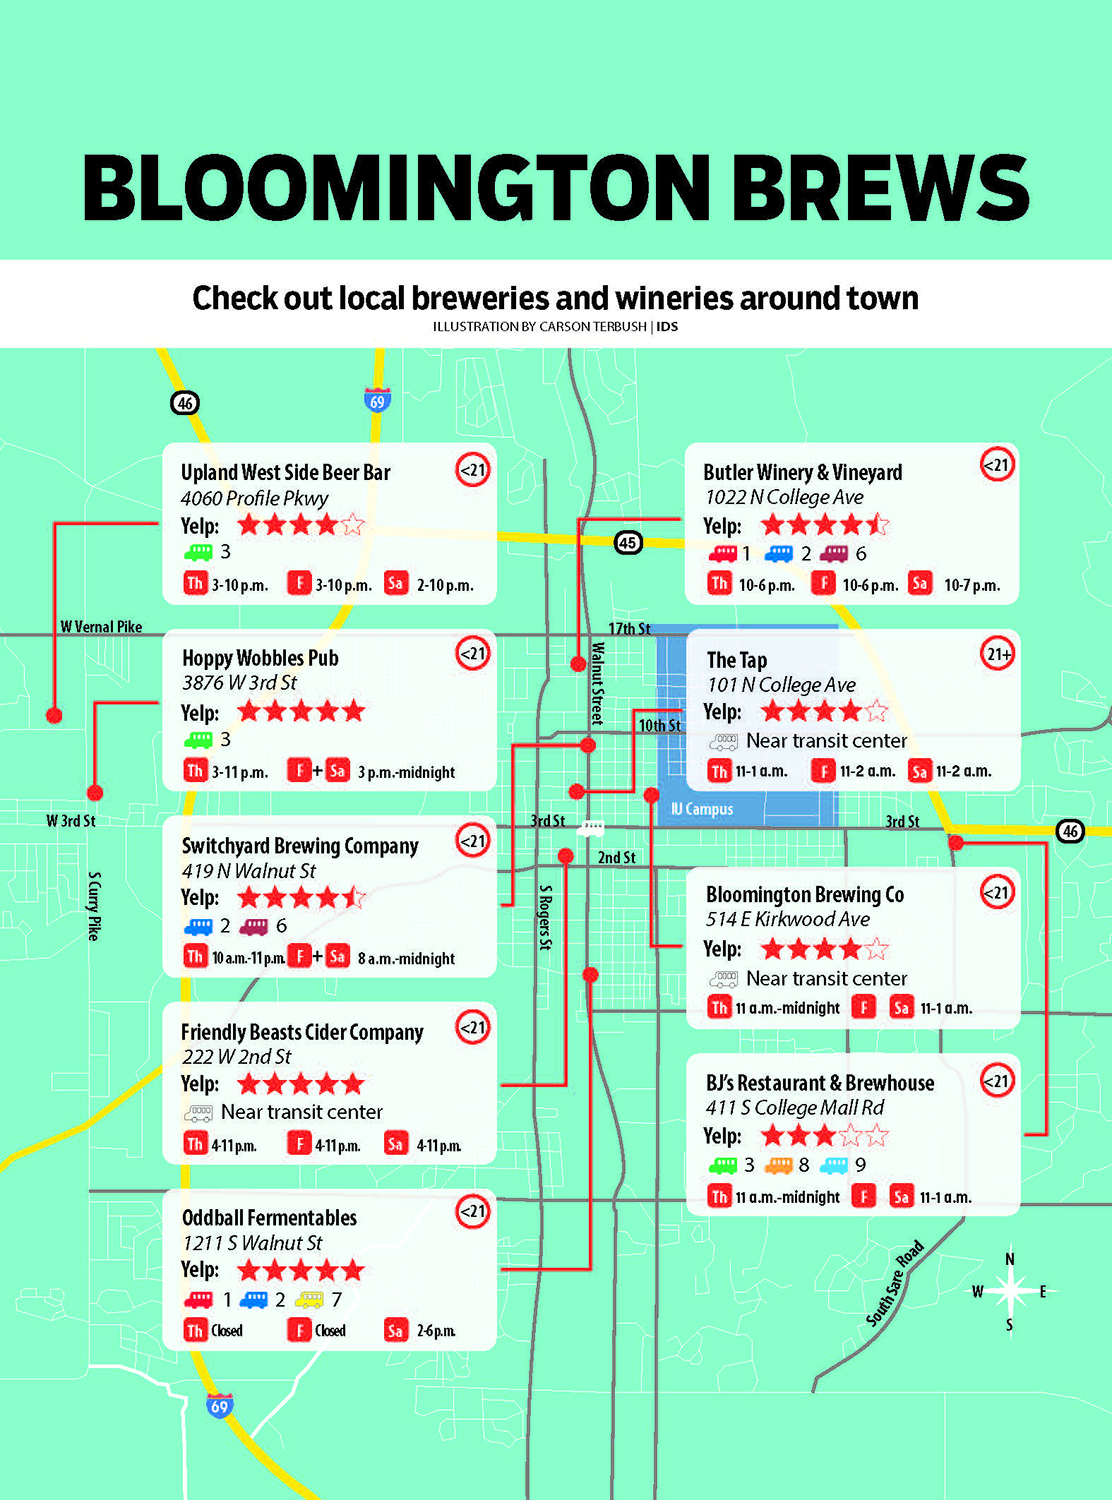 BLOOMINGTON BREWS
Check out local breweries and wineries around town
ILLUSTRATION BY CARSON TERBUSH | IDS
46
69
Upland West Side Beer Bar
<21
4060 Profile Pkwy
Yelp:
3
Th 3-10 p.m. F 3-10 p.m. Sa 2-10 p.m.
Butler Winery & Vineyard
<21
1022 N College Ave
Yelp:
1 2 6
Th 10-6 p.m. F 10-6 p.m. Sa 10-7 p.m.
45
W Vernal Pike
17th St
Walnut Street
Hoppy Wobbles Pub
<21
3876 W 3rd St
Yelp:
3
Th 3-11 p.m. F + Sa 3 p.m.-midnight
The Tap
21+
101 N College Ave
Yelp:
Near transit center
Th 11-1 a.m. F 11-2 a.m. Sa 11-2 a.m.
10th St
IU Campus
W 3rd St
3rd St
3rd St
46
2nd St
S Curry Pike
S Rogers St
Switchyard Brewing Company
<21
419 N Walnut St
Yelp:
2 6
Th 10 a.m.-11 p.m. F + Sa 8 a.m.-midnight
Bloomington Brewing Co
<21
514 E Kirkwood Ave
Yelp:
Near transit center
Th 11 a.m.-midnight F Sa 11-1 a.m.
Friendly Beasts Cider Company
<21
222 W 2nd St
Yelp:
Near transit center
Th 4-11 p.m. F 4-11 p.m. Sa 4-11 p.m.
BJ's Restaurant & Brewhouse
<21
411 S College Mall Rd
Yelp:
3 8 9
Th 11 a.m.-midnight F Sa 11-1 a.m.
Oddball Fermentables
<21
1211 S Walnut St
Yelp:
1 2 7
Th Closed F Closed Sa 2-6 p.m.
South Sare Road
N
W E
S
69